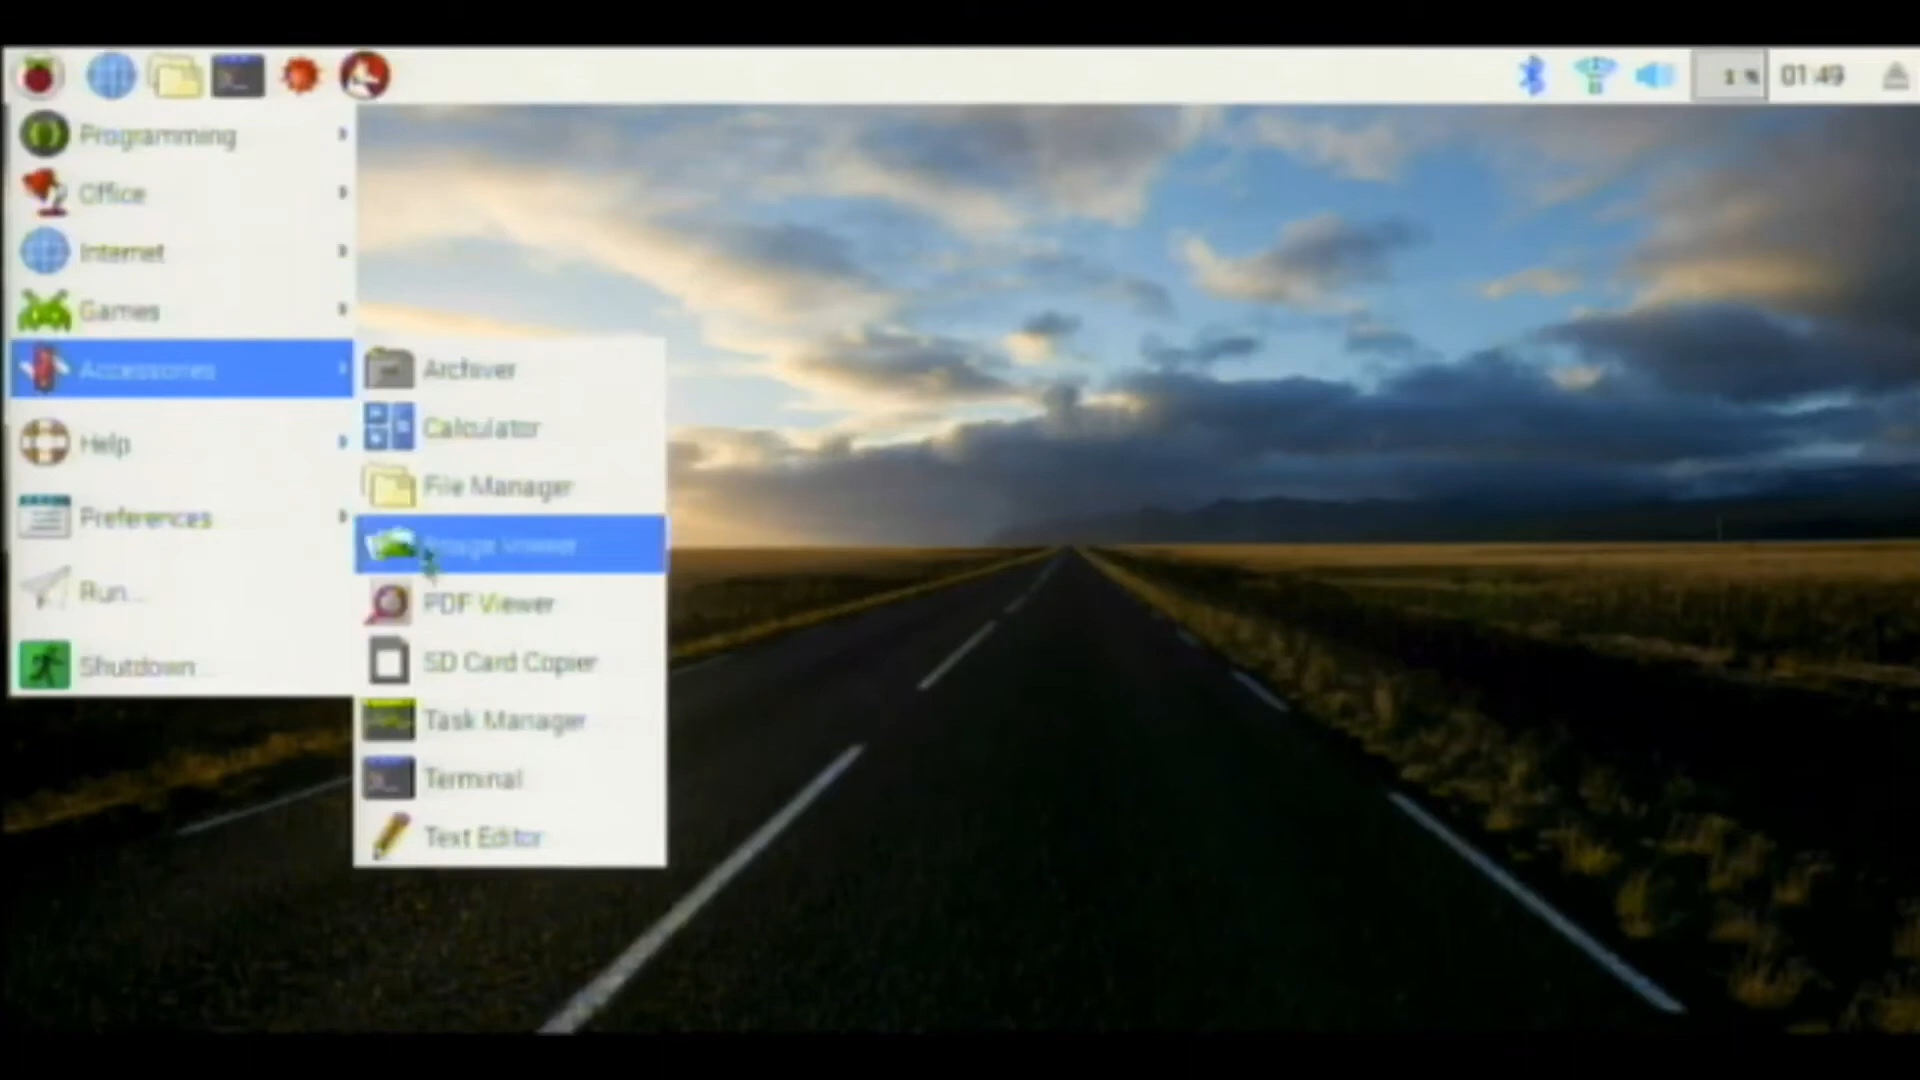 1 %
01:49
Programming
Office
Internet
Games
Accessories
Help
Preferences
Run...
Shutdown...
Archiver
Calculator
File Manager
Image Viewer
PDF Viewer
SD Card Copier
Task Manager
Terminal
Text Editor